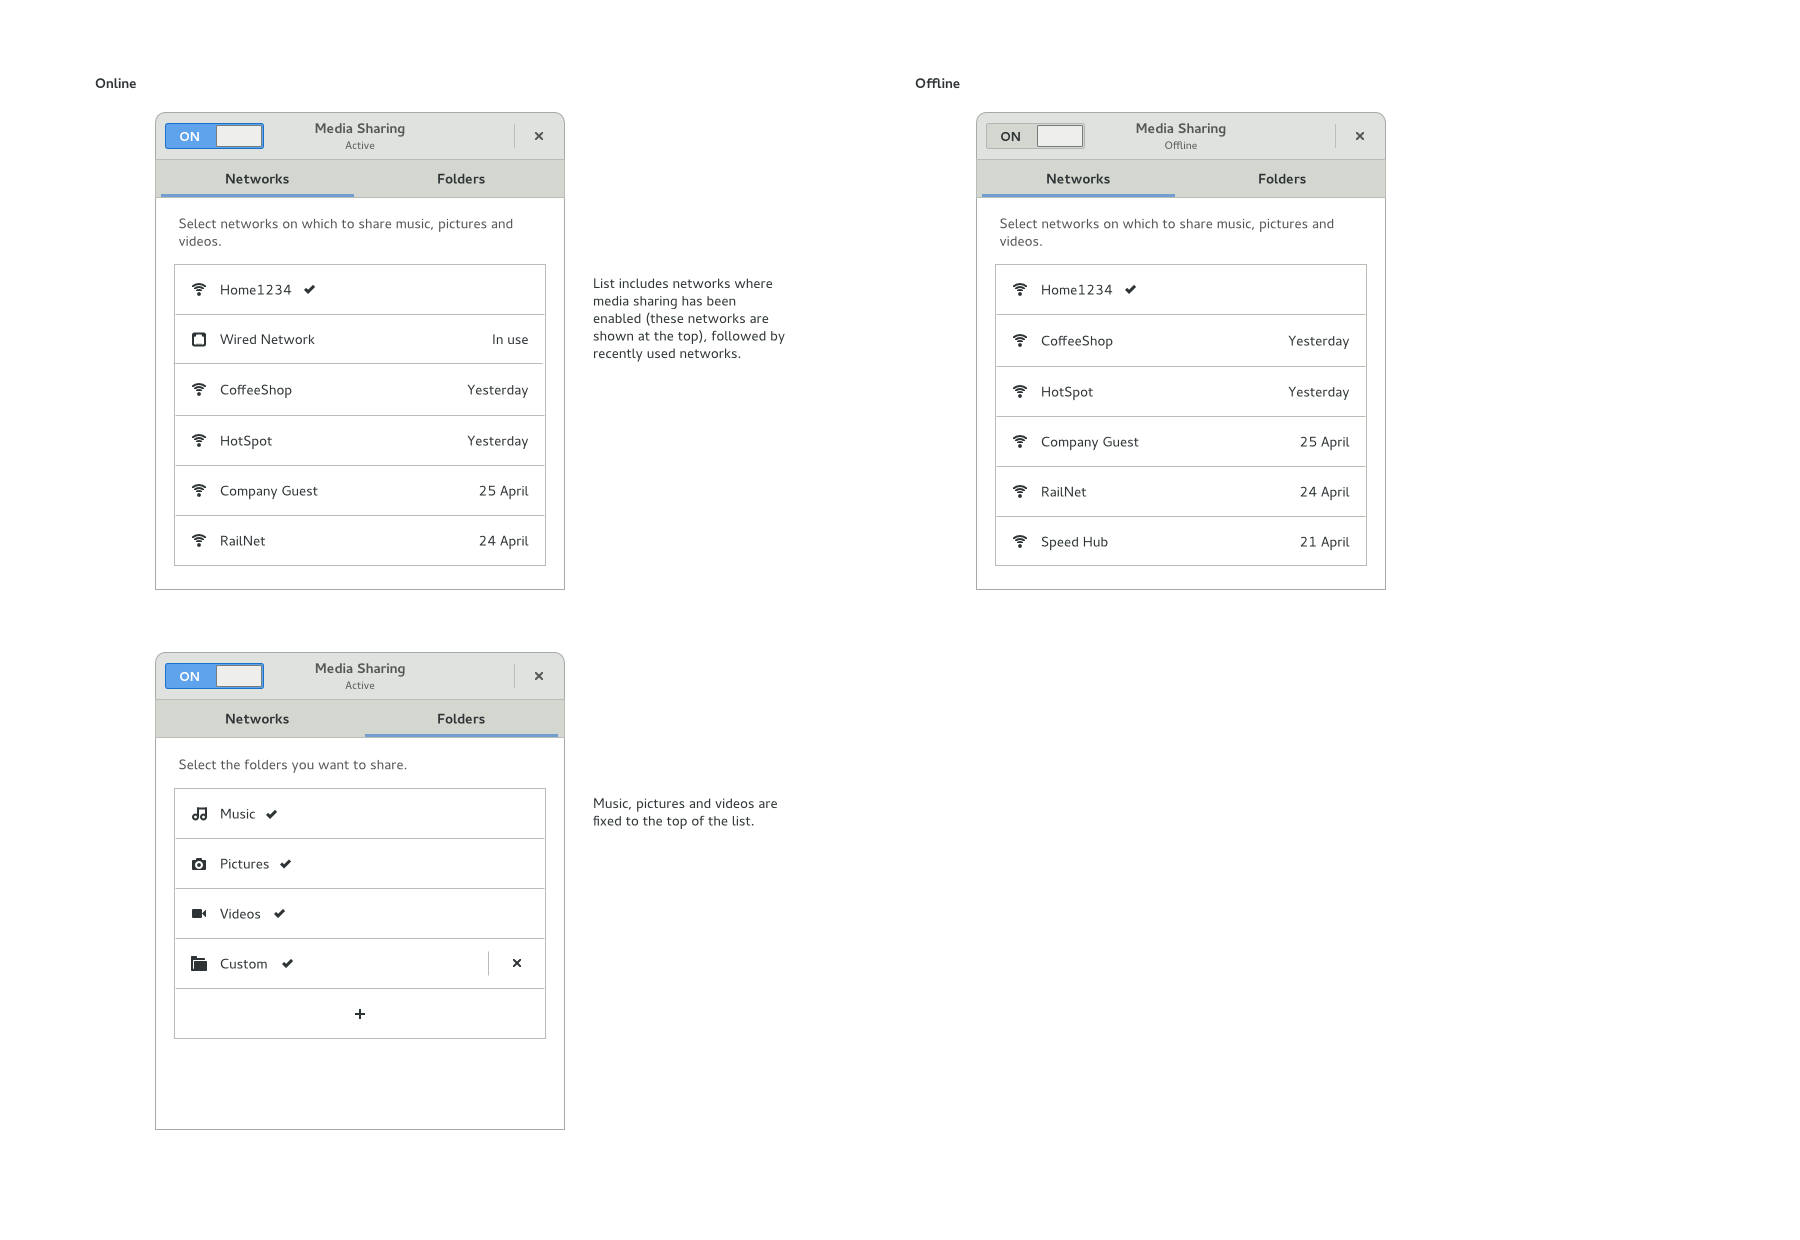 Online
ON
Media Sharing
Active
Networks
Folders
Select networks on which to share music, pictures and
videos.
Home1234
Wired Network
In use
CoffeeShop
Yesterday
HotSpot
Yesterday
Company Guest
25 April
RailNet
24 April
List includes networks where
media sharing has been
enabled (these networks are
shown at the top), followed by
recently used networks.
Offline
ON
Media Sharing
Offline
Networks
Folders
Select networks on which to share music, pictures and
videos.
Home1234
CoffeeShop
Yesterday
HotSpot
Yesterday
Company Guest
25 April
RailNet
24 April
Speed Hub
21 April
ON
Media Sharing
Active
Networks
Folders
Select the folders you want to share.
Music
Pictures
Videos
Custom
Music, pictures and videos are
fixed to the top of the list.